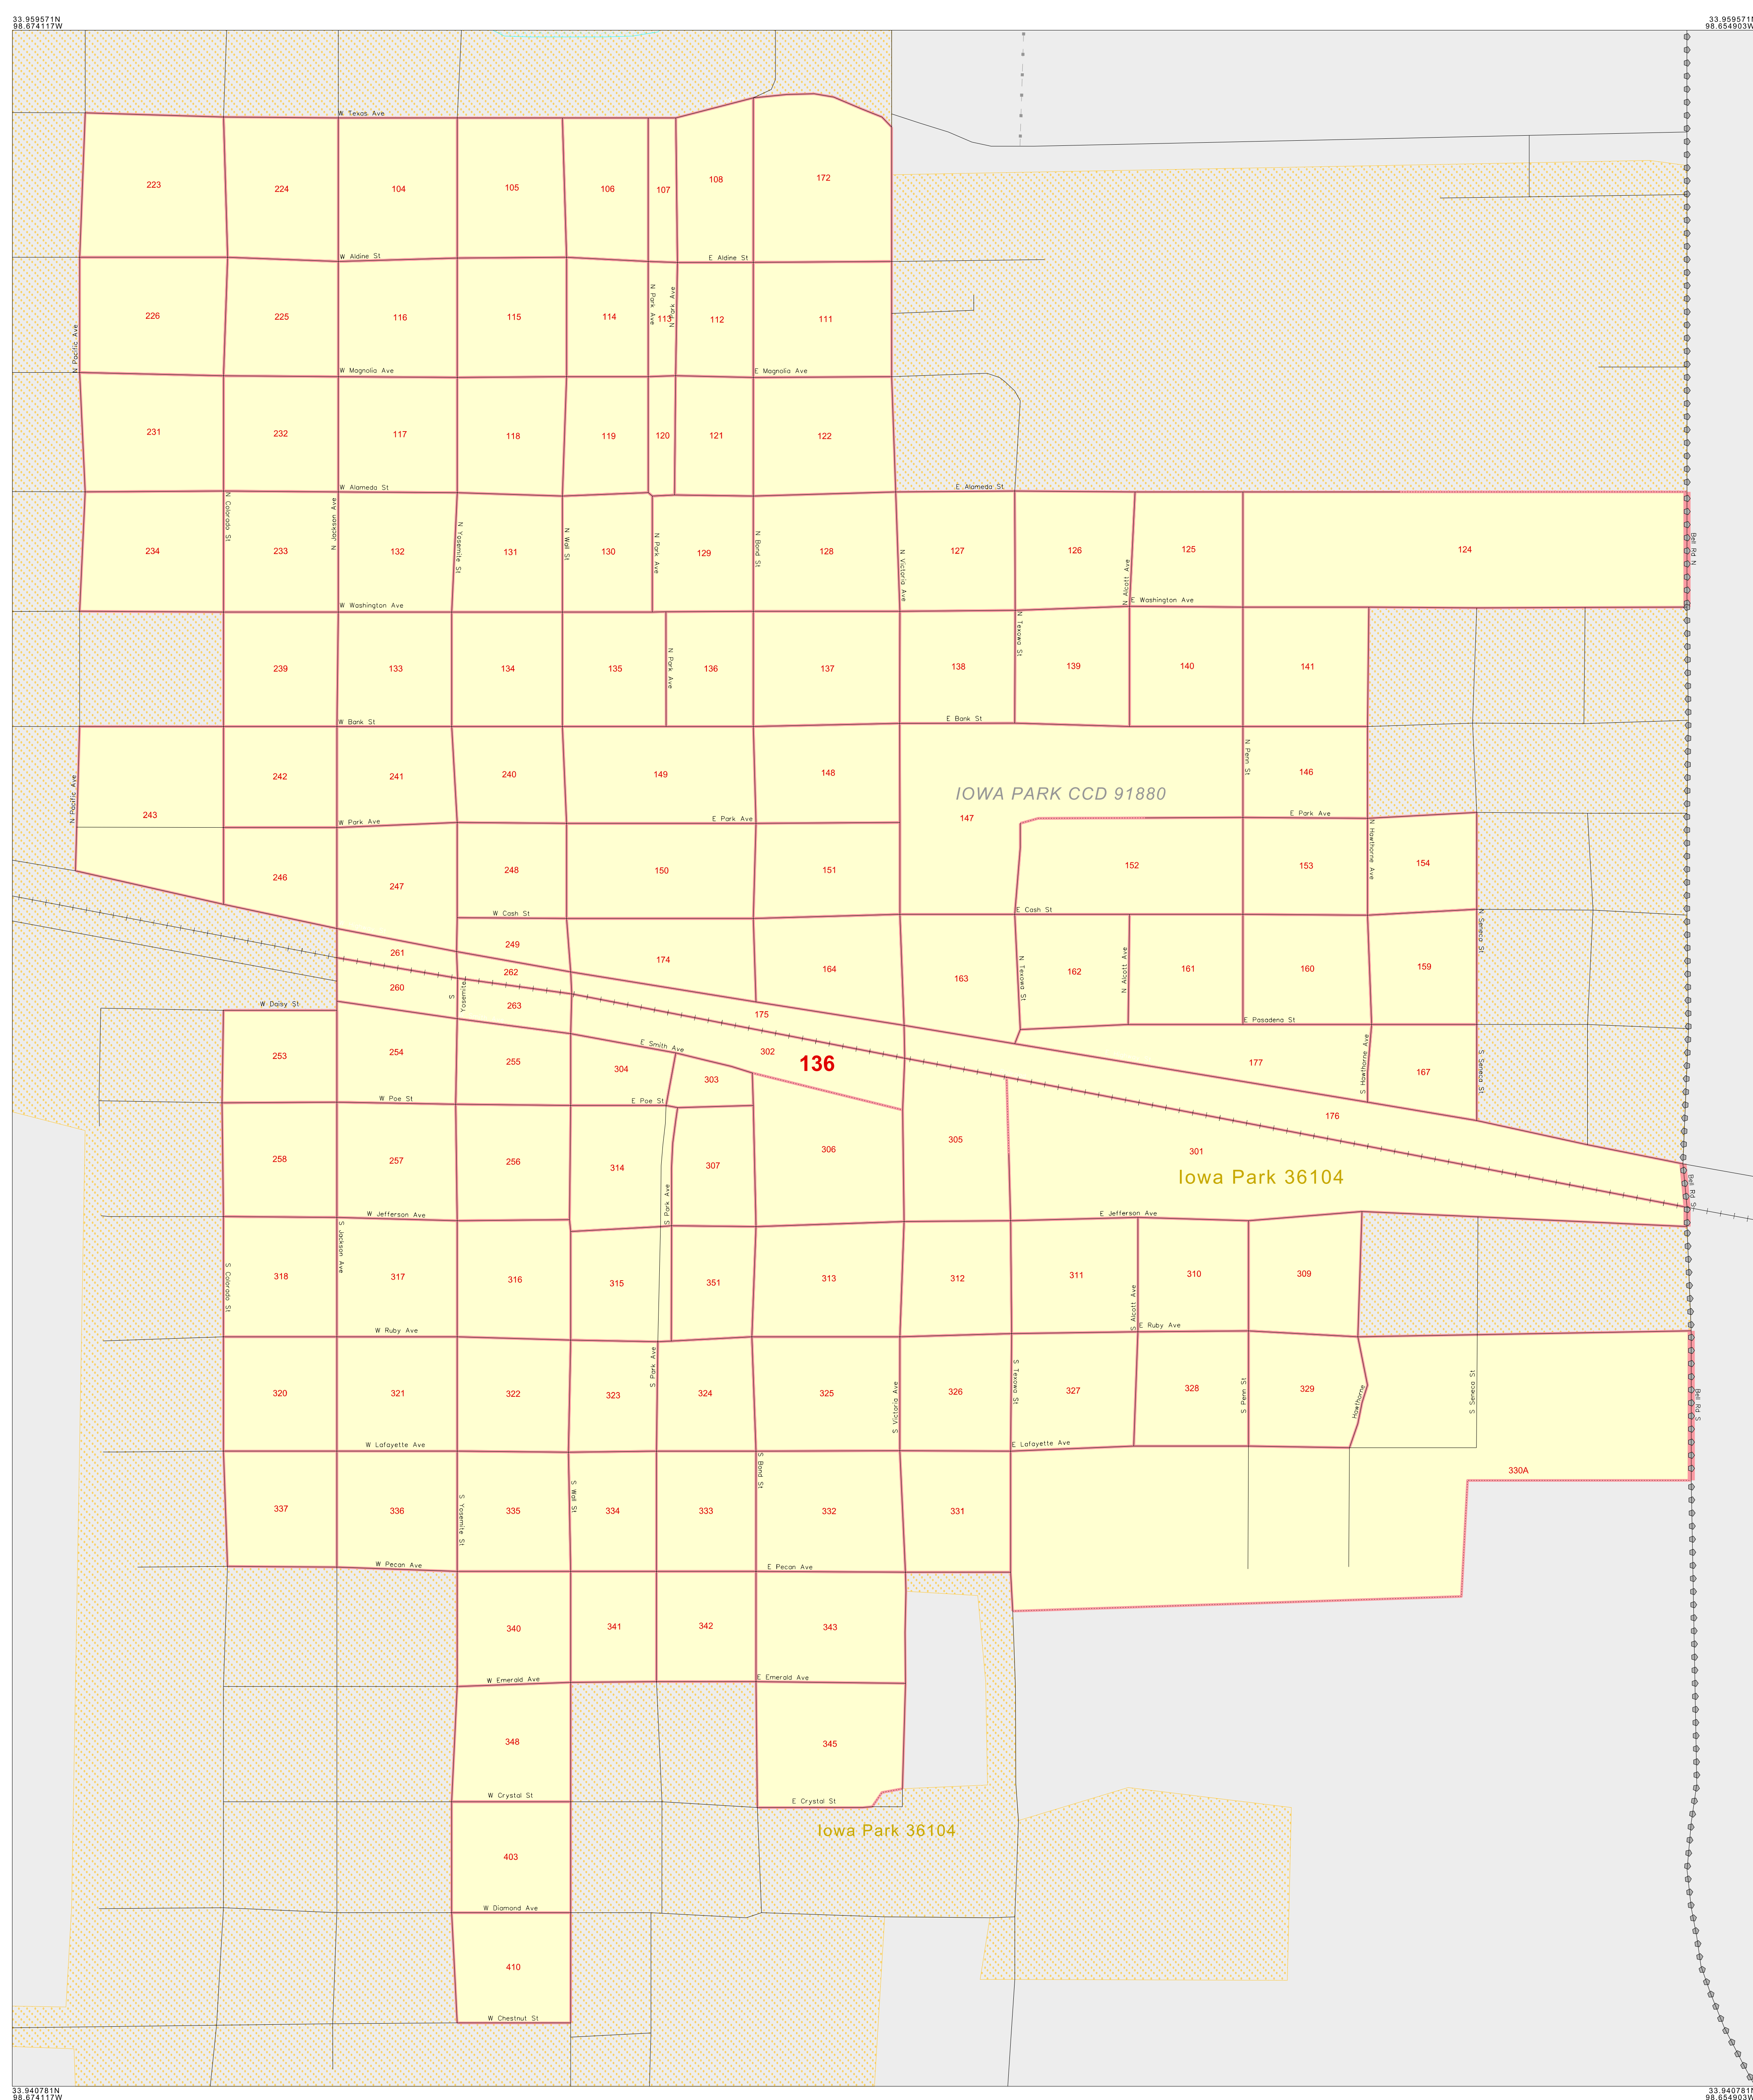 33.959571N
98.674117W
33.959571N
98.654903W
W Texas Ave
223
224
104
105
106
107
108
172
W Aldine St
E Aldine St
N Pacific Ave
226
225
116
115
114
N Park Ave
113
N Park Ave
112
111
W Magnolia Ave
E Magnolia Ave
231
232
117
118
119
120
121
122
W Alameda St
E Alameda St
N Colorado St
N Jackson Ave
N Yosemite St
N Wall St
N Park Ave
N Bond St
N Victoria Ave
N Alcott Ave
Bell Rd N
234
233
132
131
130
129
128
127
126
125
124
W Washington Ave
E Washington Ave
N Texowa St
239
133
134
135
N Park Ave
136
137
138
139
140
141
W Bank St
E Bank St
N Pacific Ave
243
242
241
240
149
148
IOWA PARK CCD 91880
147
N Penn St
146
W Park Ave
E Park Ave
E Park Ave
246
247
248
150
151
152
153
N Hawthorne Ave
154
W Cash St
E Cash St
261
249
262
174
164
163
N Texowa St
162
N Alcott Ave
161
160
159
N Seneca St
260
S Yosemite
263
175
W Daisy St
E Posadena St
253
254
255
304
E Smith Ave
302
136
303
177
S Hawthorne Ave
167
S Seneca St
W Poe St
E Poe St
176
258
257
256
314
S Park Ave
307
306
305
301
Iowa Park 36104
Bell Rd S
W Jefferson Ave
E Jefferson Ave
S Colorado St
318
S Jackson Ave
317
316
315
351
313
312
311
S Alcott Ave
310
309
W Ruby Ave
E Ruby Ave
320
321
322
323
S Park Ave
324
325
S Victoria Ave
326
S Texowa St
327
328
S Penn St
329
Hawthorne
S Seneca St
Bell Rd S
W Lafayette Ave
E Lafayette Ave
330A
337
336
S Yosemite St
335
S Wall St
334
333
S Bond St
332
331
W Pecan Ave
E Pecan Ave
340
341
342
343
W Emerald Ave
E Emerald Ave
348
345
W Crystal St
E Crystal St
Iowa Park 36104
403
W Diamond Ave
410
W Chestnut St
33.940781N
98.674117W
33.940781N
98.654903W